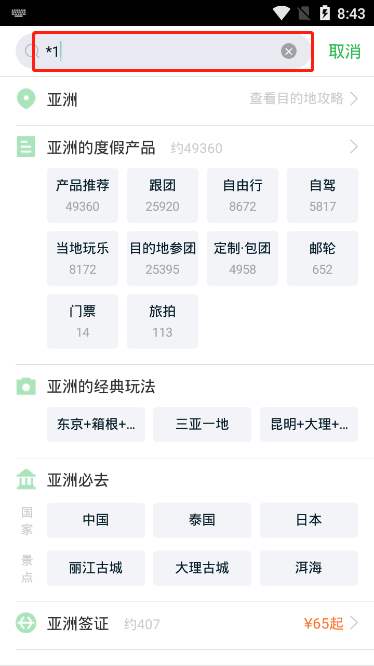 8:43
*1 取消
亚洲 查看目的地攻略
亚洲的度假产品 约49360
产品推荐 跟团 自由行 自驾
49360 25920 8672 5817
当地玩乐 目的地参团 定制·包团 邮轮
8172 25395 4958 652
门票 旅拍
14 113
亚洲的经典玩法
东京+箱根+... 三亚一地 昆明+大理+...
亚洲必去
国家 中国 泰国 日本
景点 丽江古城 大理古城 洱海
亚洲签证 约407 ¥65起